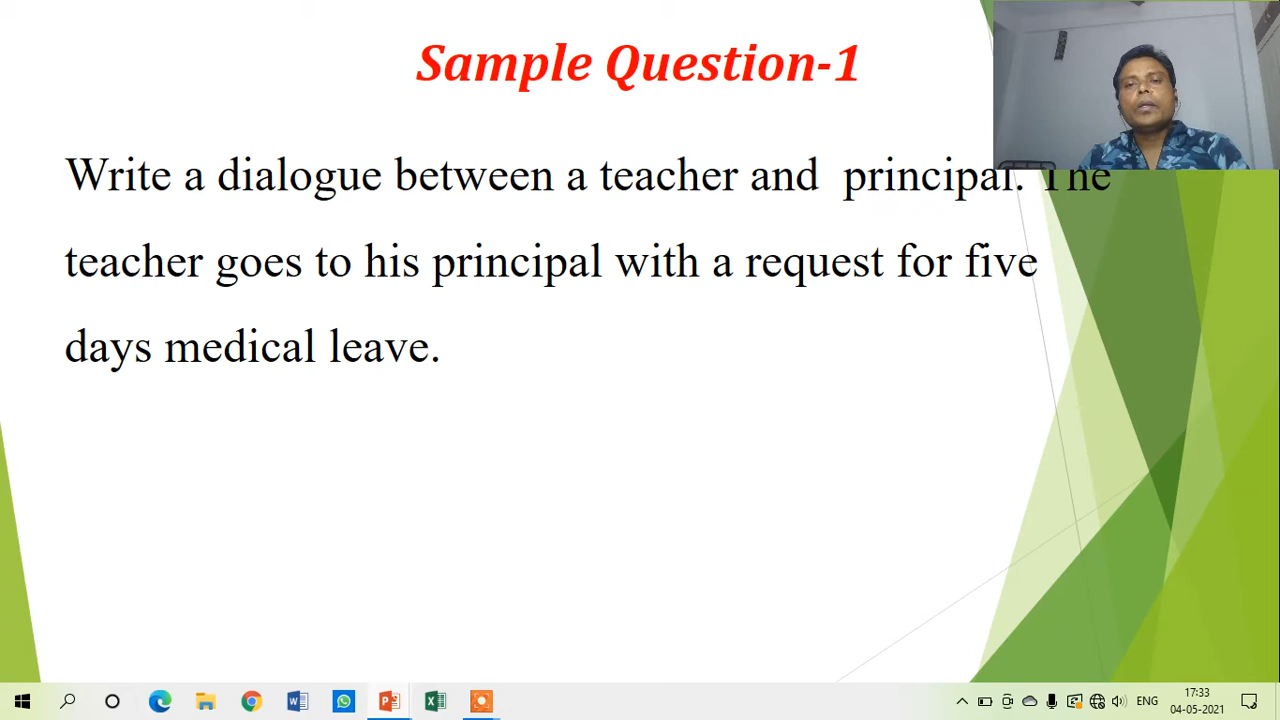 Sample Question-1
Write a dialogue between a teacher and principal. The
teacher goes to his principal with a request for five
days medical leave.
ENG
17:33
04-05-2021